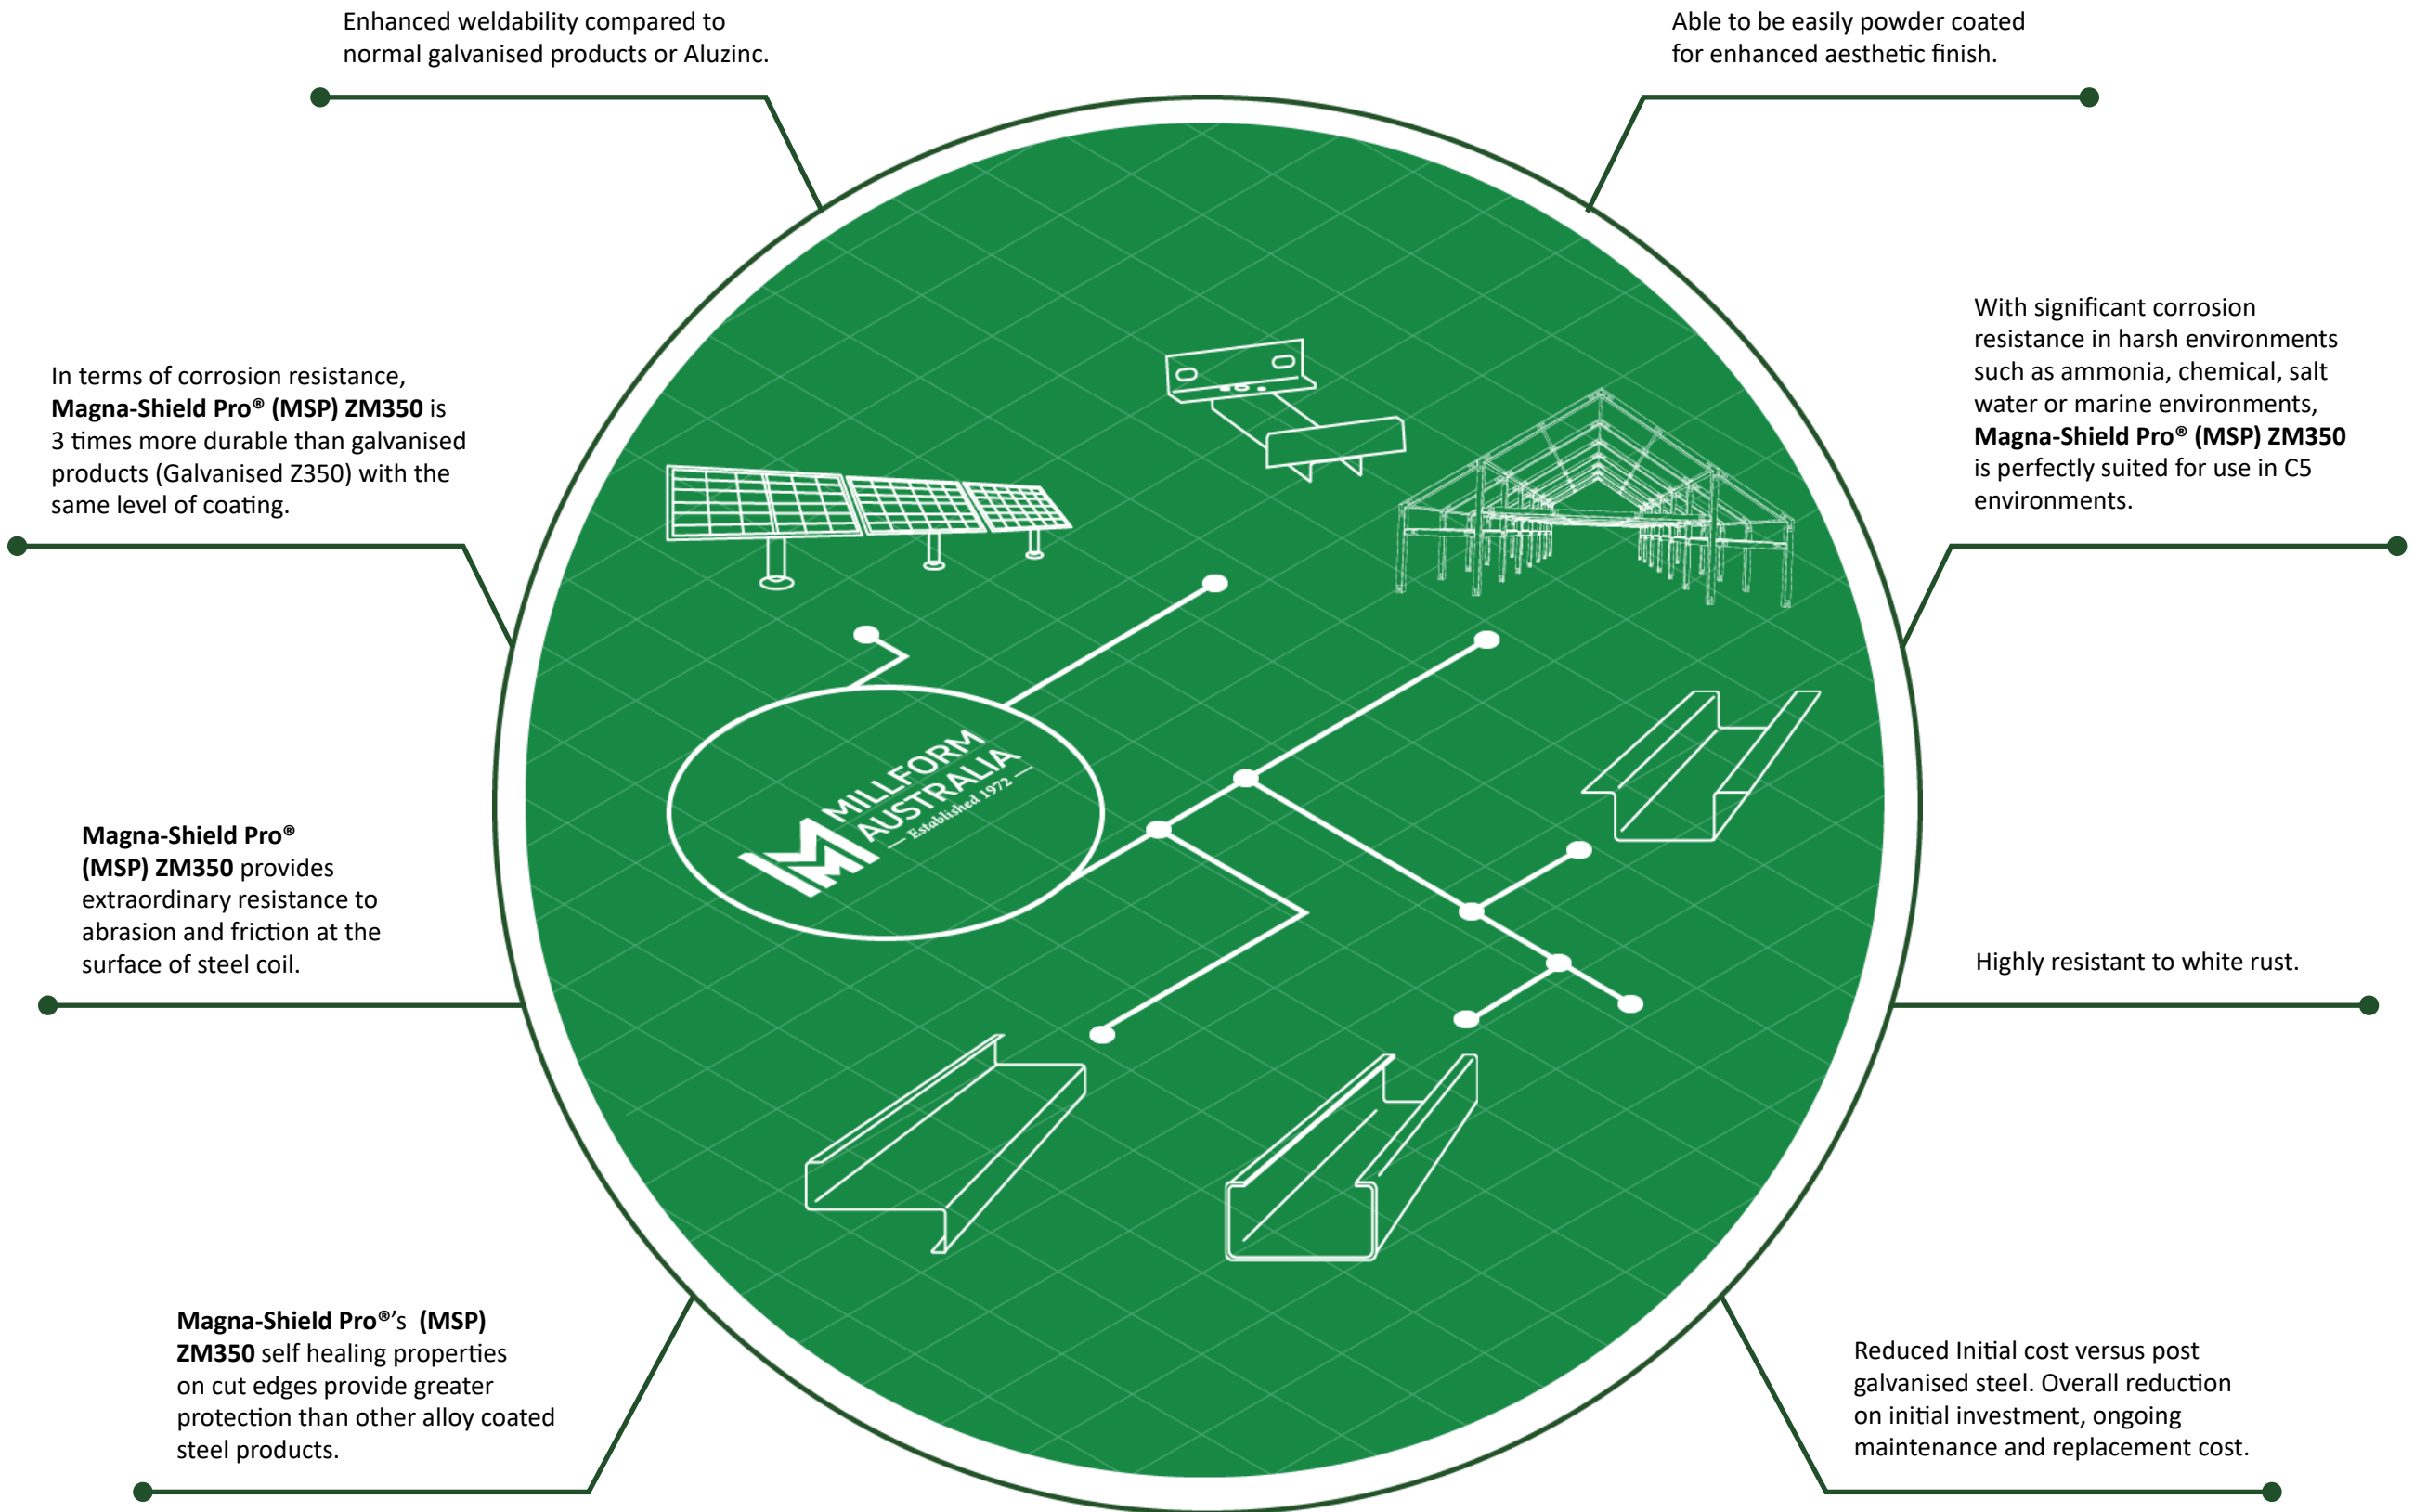 Enhanced weldability compared to
normal galvanised products or Aluzinc.
Able to be easily powder coated
for enhanced aesthetic finish.
In terms of corrosion resistance,
Magna-Shield Pro® (MSP) ZM350 is
3 times more durable than galvanised
products (Galvanised Z350) with the
same level of coating.
With significant corrosion
resistance in harsh environments
such as ammonia, chemical, salt
water or marine environments,
Magna-Shield Pro® (MSP) ZM350
is perfectly suited for use in C5
environments.
MILLFORM
AUSTRALIA
Established 1972
Magna-Shield Pro®
(MSP) ZM350 provides
extraordinary resistance to
abrasion and friction at the
surface of steel coil.
Highly resistant to white rust.
Magna-Shield Pro®'s (MSP)
ZM350 self healing properties
on cut edges provide greater
protection than other alloy coated
steel products.
Reduced Initial cost versus post
galvanised steel. Overall reduction
on initial investment, ongoing
maintenance and replacement cost.